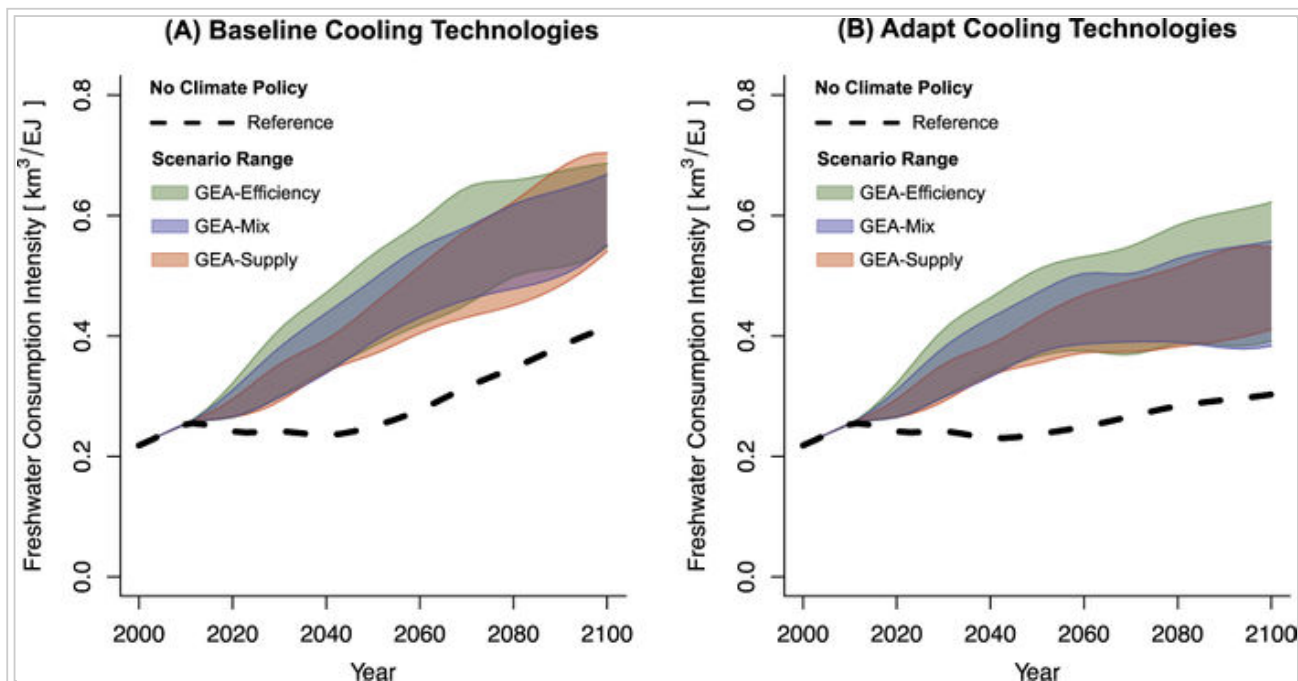 (A) Baseline Cooling Technologies
Freshwater Consumption Intensity [ km³/EJ ]
0.8
0.6
0.4
0.2
0.0
No Climate Policy
Reference
Scenario Range
GEA-Efficiency
GEA-Mix
GEA-Supply
2000 2020 2040 2060 2080 2100
Year
(B) Adapt Cooling Technologies
Freshwater Consumption Intensity [ km³/EJ ]
0.8
0.6
0.4
0.2
0.0
No Climate Policy
Reference
Scenario Range
GEA-Efficiency
GEA-Mix
GEA-Supply
2000 2020 2040 2060 2080 2100
Year